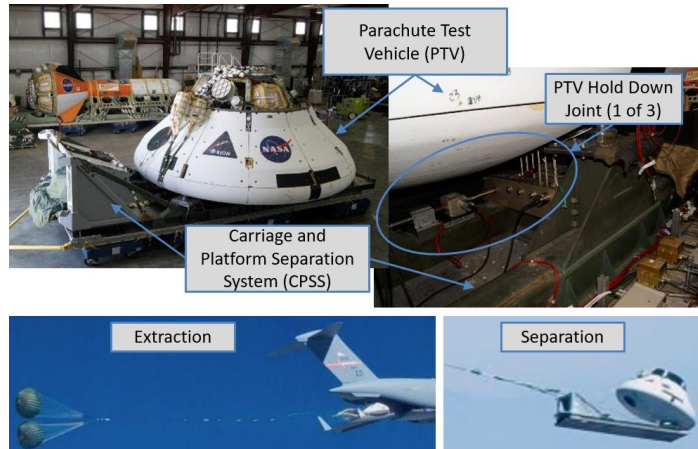 Parachute Test
Vehicle (PTV)
PTV Hold Down
Joint (1 of 3)
NASA
ORION
NASA
Carriage and
Platform Separation
System (CPSS)
Extraction
Separation